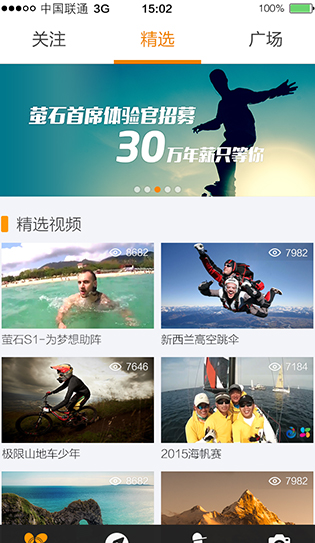 中国联通 3G 15:02 100%
关注 精选 广场
萤石首席体验官招募
30万年薪只等你
精选视频
8682 7982
萤石S1-为梦想助阵 新西兰高空跳伞
7646 7184
极限山地车少年 2015海帆赛
9682 7982